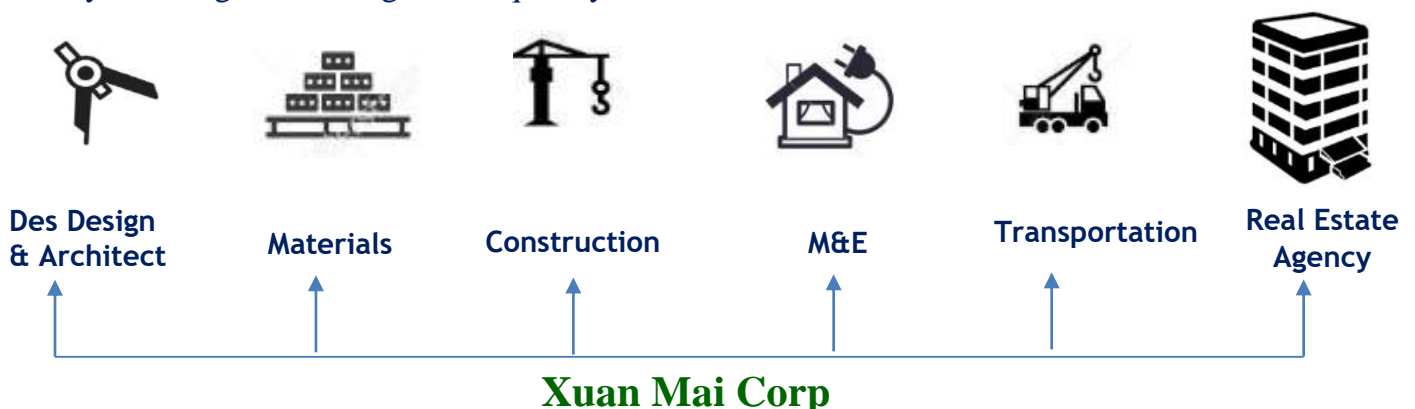 Des Design
& Architect
Materials
Construction
M&E
Transportation
Real Estate
Agency
Xuan Mai Corp